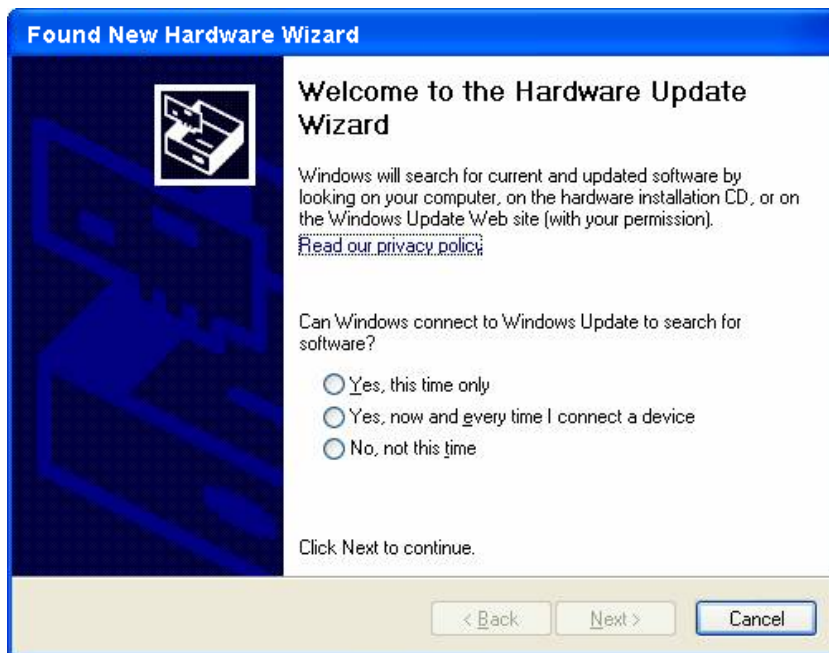 Found New Hardware Wizard
Welcome to the Hardware Update
Wizard
Windows will search for current and updated software by
looking on your computer, on the hardware installation CD, or on
the Windows Update Web site (with your permission).
Read our privacy policy
Can Windows connect to Windows Update to search for
software?
Yes, this time only
Yes, now and every time I connect a device
No, not this time
Click Next to continue.
< Back
Next >
Cancel